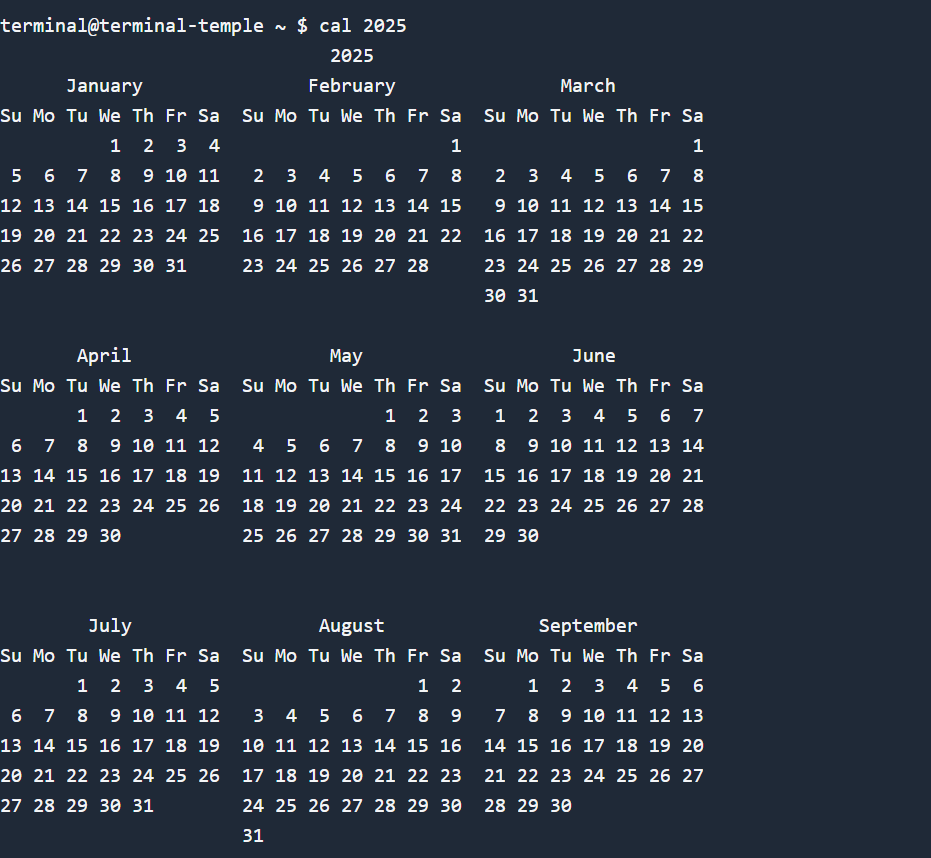 terminal@terminal-temple ~ $ cal 2025
                              2025
      January               February               March
Su Mo Tu We Th Fr Sa  Su Mo Tu We Th Fr Sa  Su Mo Tu We Th Fr Sa
          1  2  3  4                     1                     1
 5  6  7  8  9 10 11   2  3  4  5  6  7  8   2  3  4  5  6  7  8
12 13 14 15 16 17 18   9 10 11 12 13 14 15   9 10 11 12 13 14 15
19 20 21 22 23 24 25  16 17 18 19 20 21 22  16 17 18 19 20 21 22
26 27 28 29 30 31     23 24 25 26 27 28     23 24 25 26 27 28 29
                                            30 31

       April                  May                   June
Su Mo Tu We Th Fr Sa  Su Mo Tu We Th Fr Sa  Su Mo Tu We Th Fr Sa
       1  2  3  4  5               1  2  3   1  2  3  4  5  6  7
 6  7  8  9 10 11 12   4  5  6  7  8  9 10   8  9 10 11 12 13 14
13 14 15 16 17 18 19  11 12 13 14 15 16 17  15 16 17 18 19 20 21
20 21 22 23 24 25 26  18 19 20 21 22 23 24  22 23 24 25 26 27 28
27 28 29 30           25 26 27 28 29 30 31  29 30

        July                 August              September
Su Mo Tu We Th Fr Sa  Su Mo Tu We Th Fr Sa  Su Mo Tu We Th Fr Sa
       1  2  3  4  5                  1  2      1  2  3  4  5  6
 6  7  8  9 10 11 12   3  4  5  6  7  8  9   7  8  9 10 11 12 13
13 14 15 16 17 18 19  10 11 12 13 14 15 16  14 15 16 17 18 19 20
20 21 22 23 24 25 26  17 18 19 20 21 22 23  21 22 23 24 25 26 27
27 28 29 30 31        24 25 26 27 28 29 30  28 29 30
                      31